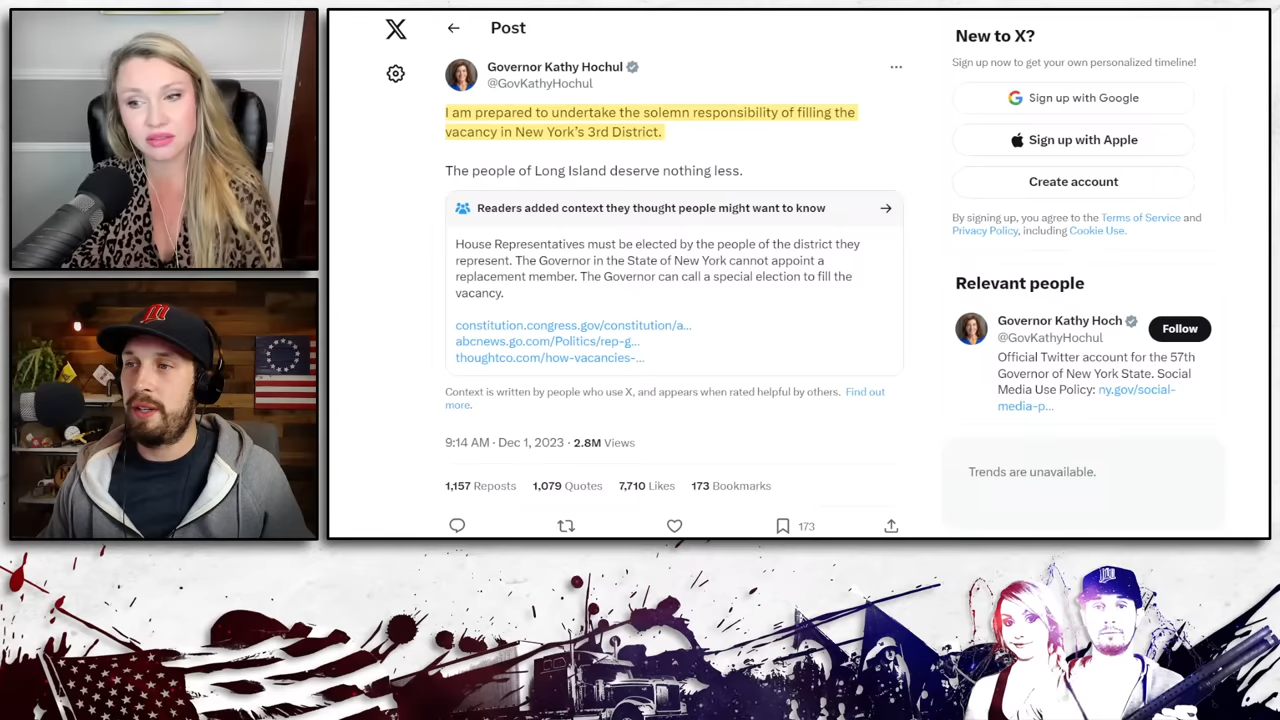 Post
Governor Kathy Hochul
@GovKathyHochul
I am prepared to undertake the solemn responsibility of filling the
vacancy in New York's 3rd District.
The people of Long Island deserve nothing less.
Readers added context they thought people might want to know
House Representatives must be elected by the people of the district they
represent. The Governor in the State of New York cannot appoint a
replacement member. The Governor can call a special election to fill the
vacancy.
constitution.congress.gov/constitution/a...
abcnews.go.com/Politics/rep-g...
thoughtco.com/how-vacancies-...
Context is written by people who use X, and appears when rated helpful by others. Find out
more.
9:14 AM · Dec 1, 2023 · 2.8M Views
1,157 Reposts 1,079 Quotes 7,710 Likes 173 Bookmarks
173
New to X?
Sign up now to get your own personalized timeline!
Sign up with Google
Sign up with Apple
Create account
By signing up, you agree to the Terms of Service and
Privacy Policy, including Cookie Use.
Relevant people
Governor Kathy Hoch
@GovKathyHochul
Follow
Official Twitter account for the 57th
Governor of New York State. Social
Media Use Policy: ny.gov/social-
media-p...
Trends are unavailable.